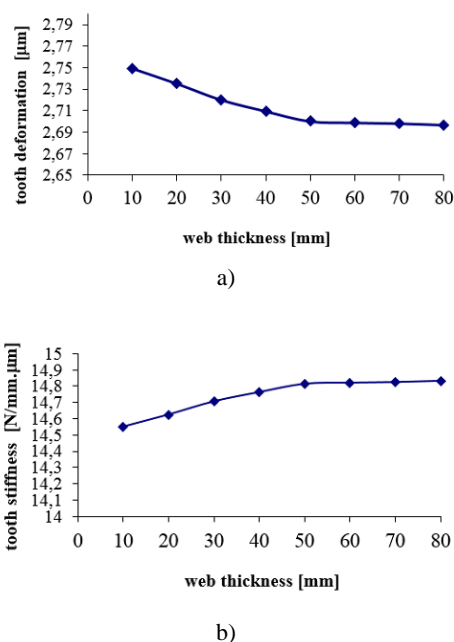 tooth deformation [µm]
2,79
2,77
2,75
2,73
2,71
2,69
2,67
2,65
0 10 20 30 40 50 60 70 80
web thickness [mm]
a)
tooth stiffness [N/mm.µm]
15
14,9
14,8
14,7
14,6
14,5
14,4
14,3
14,2
14,1
14
0 10 20 30 40 50 60 70 80
web thickness [mm]
b)